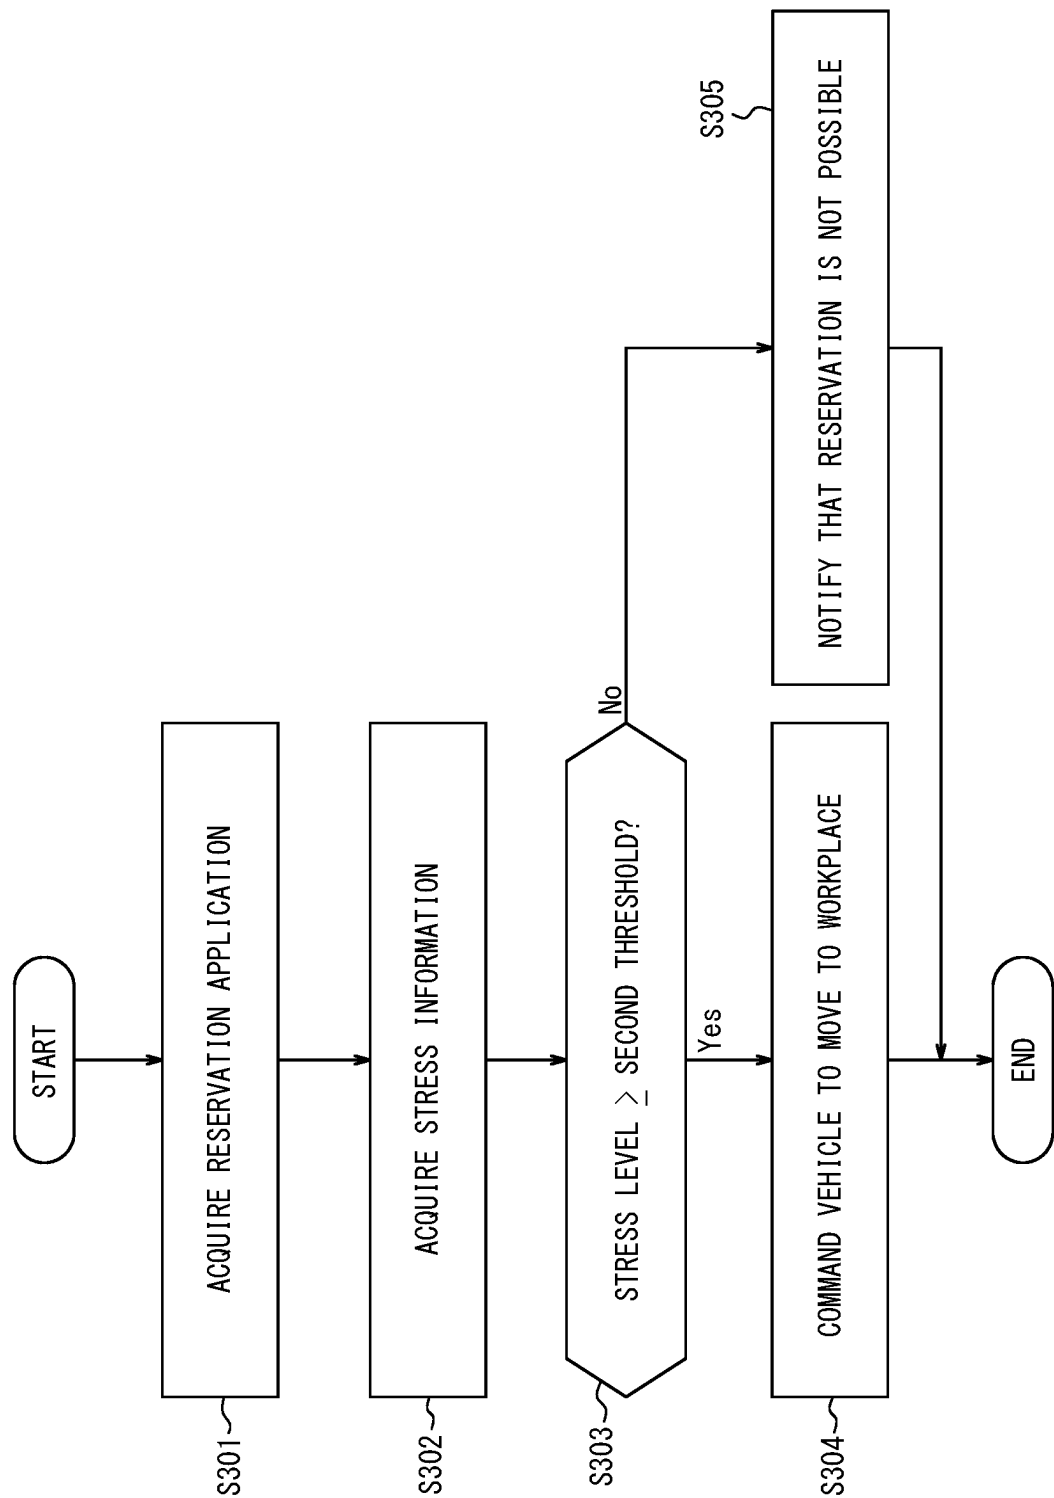 START
S301
ACQUIRE RESERVATION APPLICATION
S302
ACQUIRE STRESS INFORMATION
S303
STRESS LEVEL ≥ SECOND THRESHOLD?
No
Yes
S304
COMMAND VEHICLE TO MOVE TO WORKPLACE
S305
NOTIFY THAT RESERVATION IS NOT POSSIBLE
END